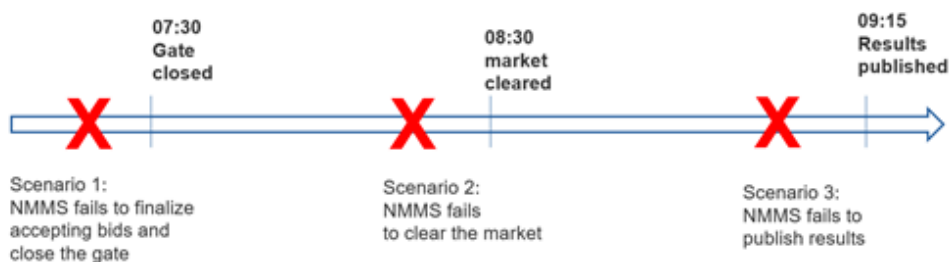 07:30
Gate
closed
08:30
market
cleared
09:15
Results
published
X
X
X
Scenario 1:
NMMS fails to finalize
accepting bids and
close the gate
Scenario 2:
NMMS fails
to clear the market
Scenario 3:
NMMS fails to
publish results